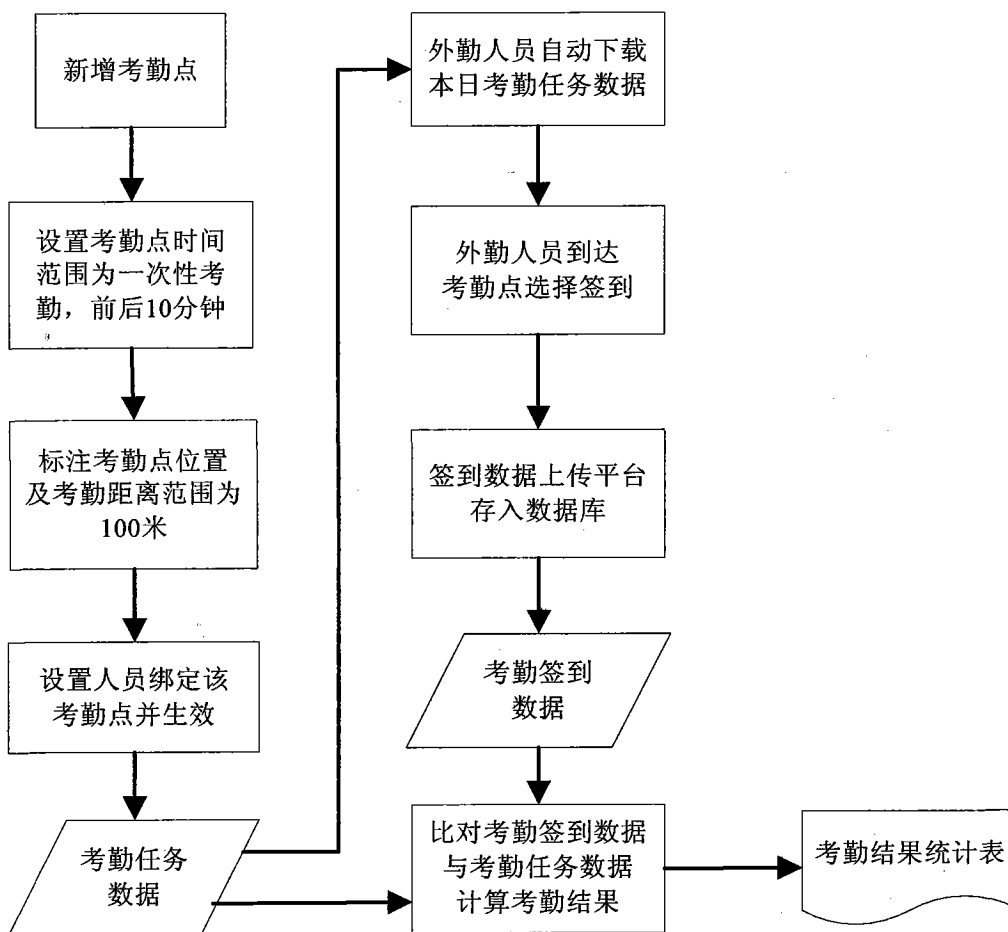 新增考勤点
设置考勤点时间
范围为一次性考
勤，前后10分钟
标注考勤点位置
及考勤距离范围为
100米
设置人员绑定该
考勤点并生效
考勤任务
数据
外勤人员自动下载
本日考勤任务数据
外勤人员到达
考勤点选择签到
签到数据上传平台
存入数据库
考勤签到
数据
比对考勤签到数据
与考勤任务数据
计算考勤结果
考勤结果统计表